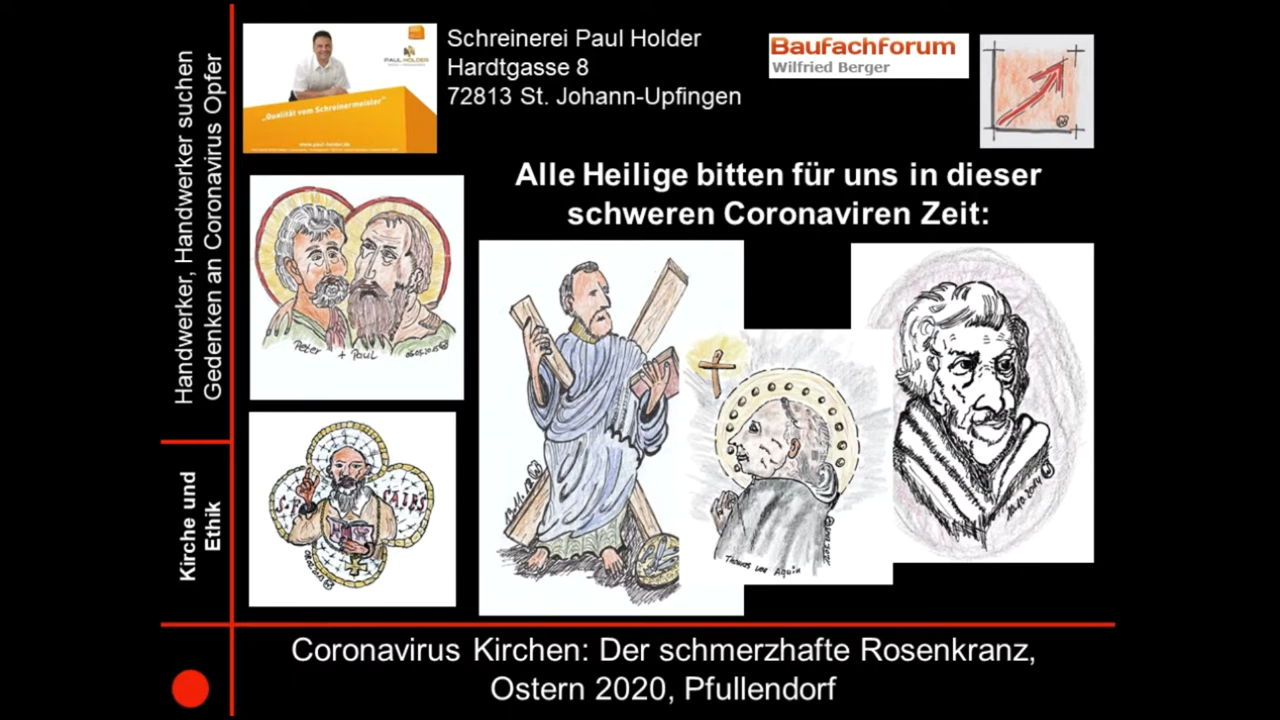 Handwerker, Handwerker suchen
Gedenken an Coronavirus Opfer
Kirche und
Ethik
PAUL HOLDER
„Qualität vom Schreinermeister"
www.paul-holder.de
Schreinerei Paul Holder
Hardtgasse 8
72813 St. Johann-Upfingen
Baufachforum
Wilfried Berger
Alle Heilige bitten für uns in dieser
schweren Coronaviren Zeit:
Peter + Paul
Thomas von Aquin
Coronavirus Kirchen: Der schmerzhafte Rosenkranz,
Ostern 2020, Pfullendorf